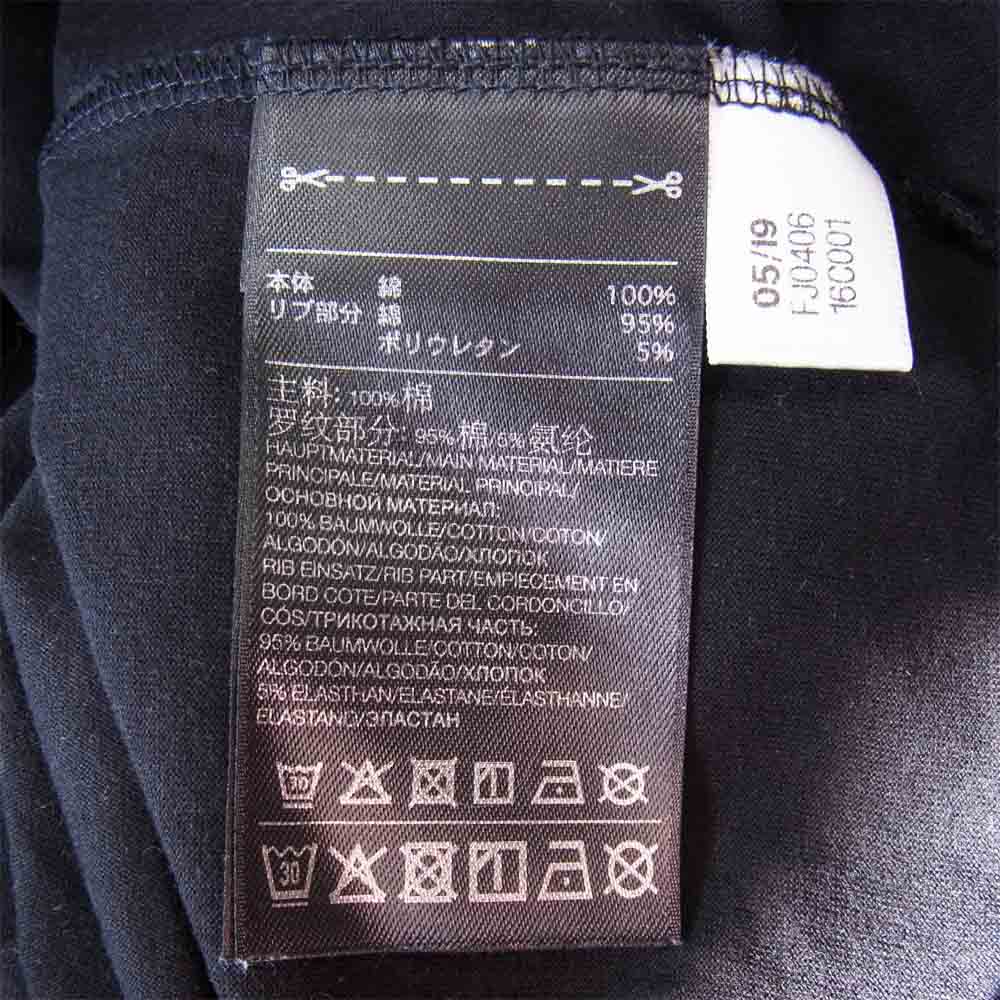 本体 綿 100%
リブ部分 綿 95%
ポリウレタン 5%
主料: 100%棉
罗纹部分: 95%棉/5%氨纶
HAUPTMATERIAL/MAIN MATERIAL/MATIERE
PRINCIPALE/MATERIAL PRINCIPAL/
ОСНОВНОЙ МАТЕРИАЛ:
100% BAUMWOLLE/COTTON/COTON/
ALGODÓN/ALGODÃO/ХЛОПОК
RIB EINSATZ/RIB PART/EMPIECEMENT EN
BORD COTE/PARTE DEL CORDONCILLO/
CÓS/ТРИКОТАЖНАЯ ЧАСТЬ:
95% BAUMWOLLE/COTTON/COTON/
ALGODÓN/ALGODÃO/ХЛОПОК
5% ELASTHAN/ELASTANE/ELASTHANNE/
ELASTANO/ЭЛАСТАН
30
05/19
FJ0406
16C001